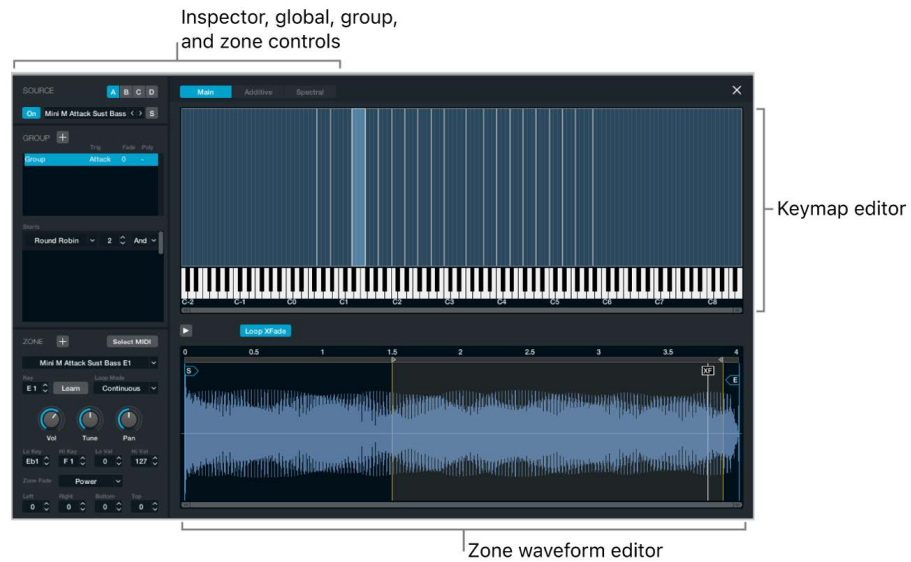 Inspector, global, group,
and zone controls
SOURCE A B C D
On Mini M Attack Sust Bass < > S
GROUP +
Trig Fade Poly
Group Attack 0 -
Starts
Round Robin 2 And
ZONE + Select MIDI
Mini M Attack Sust Bass E1
Key Loop Mode
E 1 Learn Continuous
Vol Tune Pan
Lo Key Hi Key Lo Vel Hi Vel
Eb1 F 1 0 127
Zone Fade Power
Left Right Bottom Top
0 0 0 0
Main Additive Spectral
C-2 C-1 C0 C1 C2 C3 C4 C5 C6 C7 C8
Keymap editor
Loop XFade
0 0.5 1 1.5 2 2.5 3 3.5 4
S XF E
Zone waveform editor